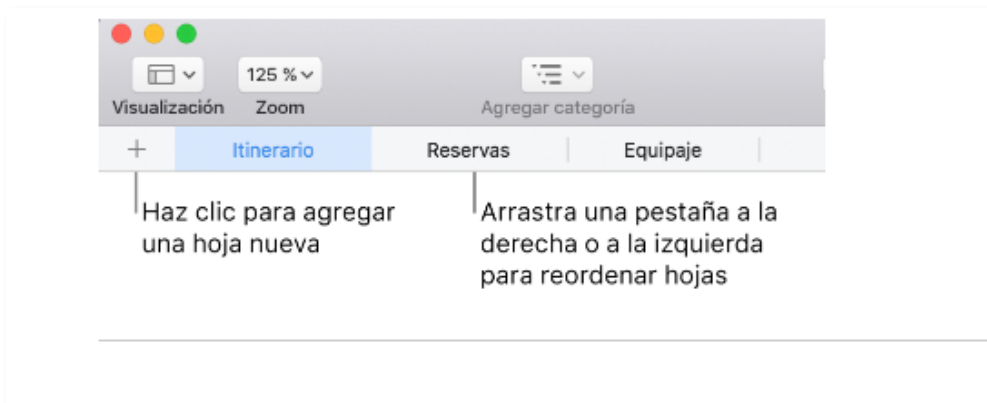 125 %
Visualización Zoom Agregar categoría
Itinerario Reservas Equipaje
Haz clic para agregar
una hoja nueva
Arrastra una pestaña a la
derecha o a la izquierda
para reordenar hojas